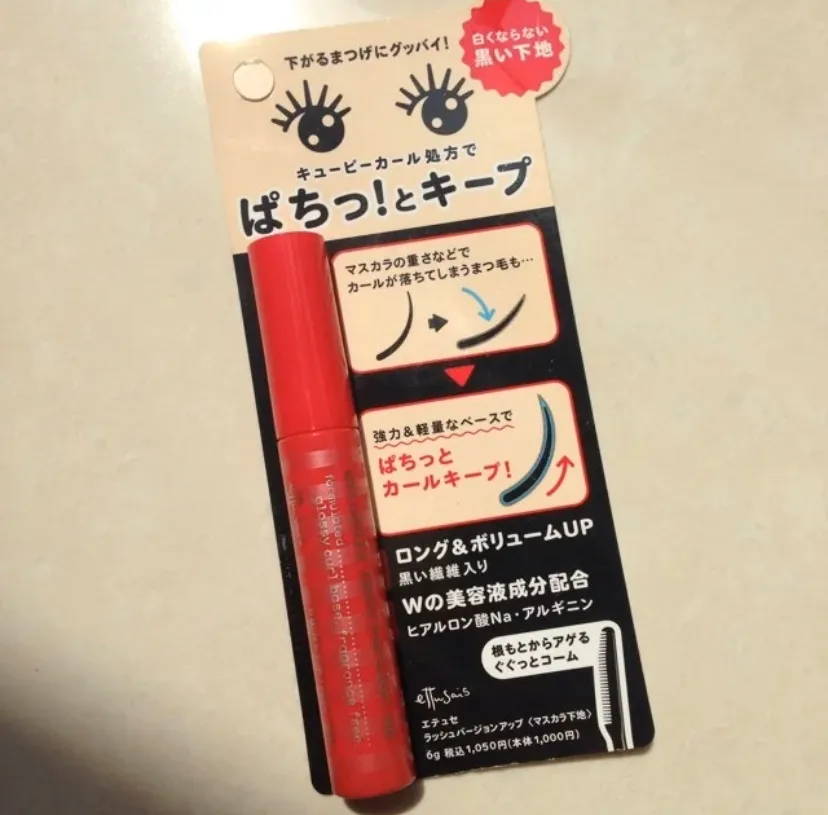 下がるまつげにグッバイ!
白くならない
黒い下地
キューピーカール処方で
ぱちっ!とキープ
マスカラの重さなどで
カールが落ちてしまうまつ毛も…
強力&軽量なベースで
ぱちっと
カールキープ!
ロング&ボリュームUP
黒い繊維入り
Wの美容液成分配合
ヒアルロン酸Na・アルギニン
根もとからアゲる
ぐぐっとコーム
ettusais
エテュセ
ラッシュバージョンアップ〈マスカラ下地〉
6g 税込1,050円(本体1,000円)
formulated
glossy curl base, fragrance free